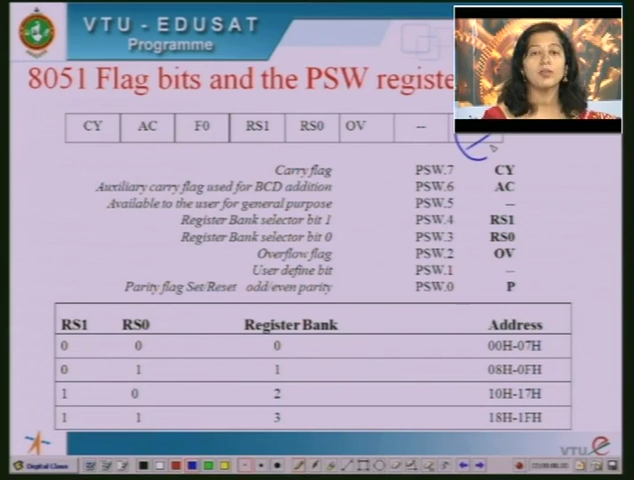 VTU - EDUSAT
Programme
8051 Flag bits and the PSW registe
CY AC F0 RS1 RS0 OV --
Carry flag PSW.7 CY
Auxiliary carry flag used for BCD addition PSW.6 AC
Available to the user for general purpose PSW.5 --
Register Bank selector bit 1 PSW.4 RS1
Register Bank selector bit 0 PSW.3 RS0
Overflow flag PSW.2 OV
User define bit PSW.1 --
Parity flag Set/Reset odd/even parity PSW.0 P
RS1 RS0 Register Bank Address
0 0 0 00H-07H
0 1 1 08H-0FH
1 0 2 10H-17H
1 1 3 18H-1FH
VTU e
Digital Class